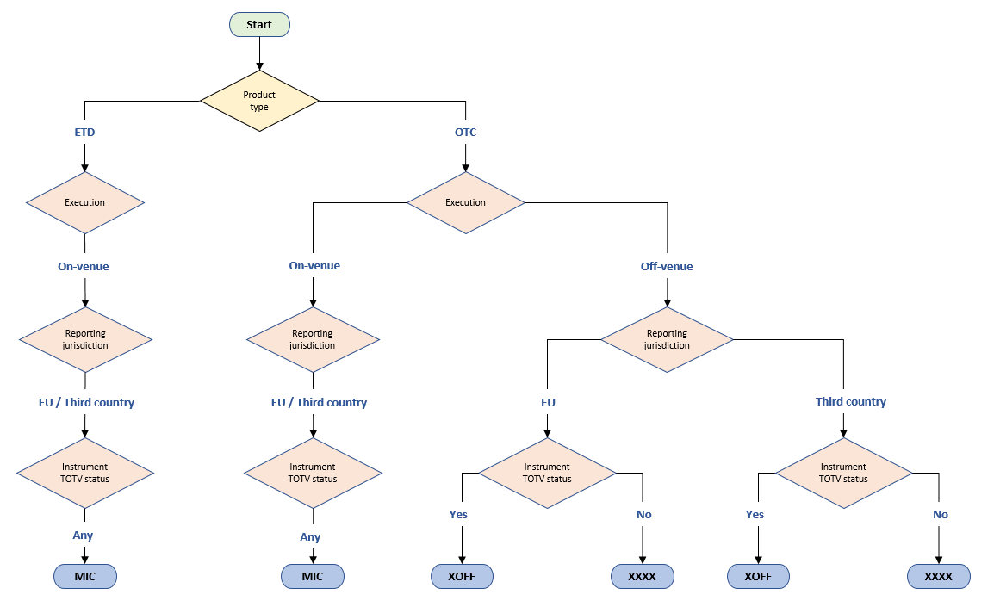 Start
Product
type
ETD
OTC
Execution
Execution
On-venue
On-venue
Off-venue
Reporting
jurisdiction
Reporting
jurisdiction
Reporting
jurisdiction
EU / Third country
EU / Third country
EU
Third country
Instrument
TOTV status
Instrument
TOTV status
Instrument
TOTV status
Instrument
TOTV status
Any
Any
Yes
No
Yes
No
MIC
MIC
XOFF
XXXX
XOFF
XXXX